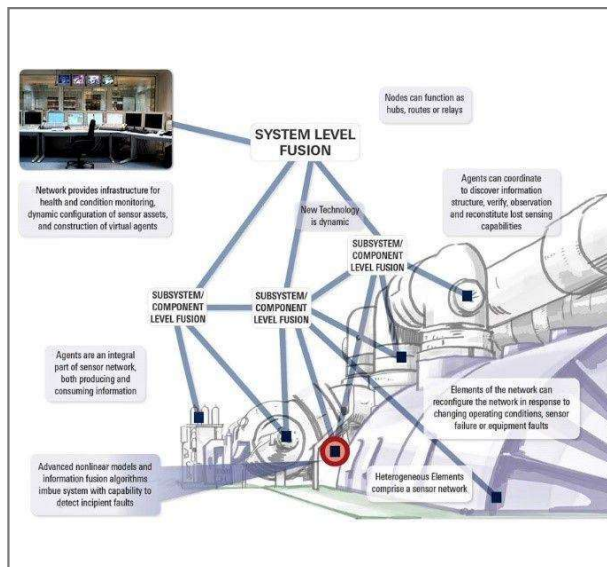 Nodes can function as
hubs, routes or relays
SYSTEM LEVEL
FUSION
Network provides infrastructure for
health and condition monitoring,
dynamic configuration of sensor assets,
and construction of virtual agents
New Technology
is dynamic
Agents can coordinate
to discover information
structure, verify, observation
and reconstitute lost sensing
capabilities
SUBSYSTEM/
COMPONENT
LEVEL FUSION
SUBSYSTEM/
COMPONENT
LEVEL FUSION
SUBSYSTEM/
COMPONENT
LEVEL FUSION
Agents are an integral
part of sensor network,
both producing and
consuming information
Elements of the network can
reconfigure the network in response to
changing operating conditions, sensor
failure or equipment faults
Advanced nonlinear models and
information fusion algorithms
imbue system with capability to
detect incipient faults
Heterogeneous Elements
comprise a sensor network